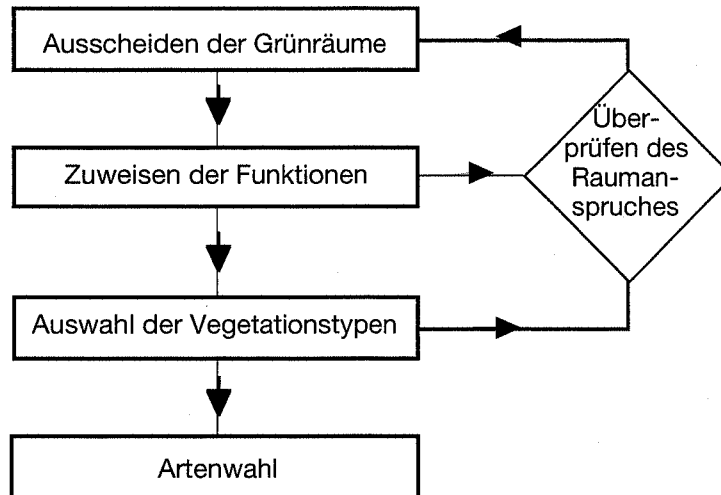 Ausscheiden der Grünräume
Zuweisen der Funktionen
Über-
prüfen des
Rauman-
spruches
Auswahl der Vegetationstypen
Artenwahl